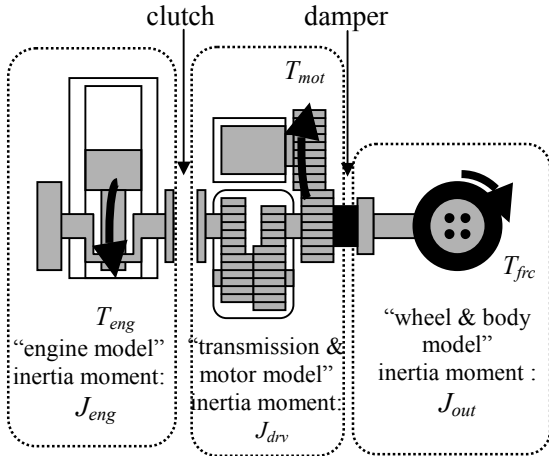 clutch
damper
T_mot
T_eng
"engine model"
inertia moment:
J_eng
"transmission &
motor model"
inertia moment:
J_drv
T_frc
"wheel & body
model"
inertia moment :
J_out